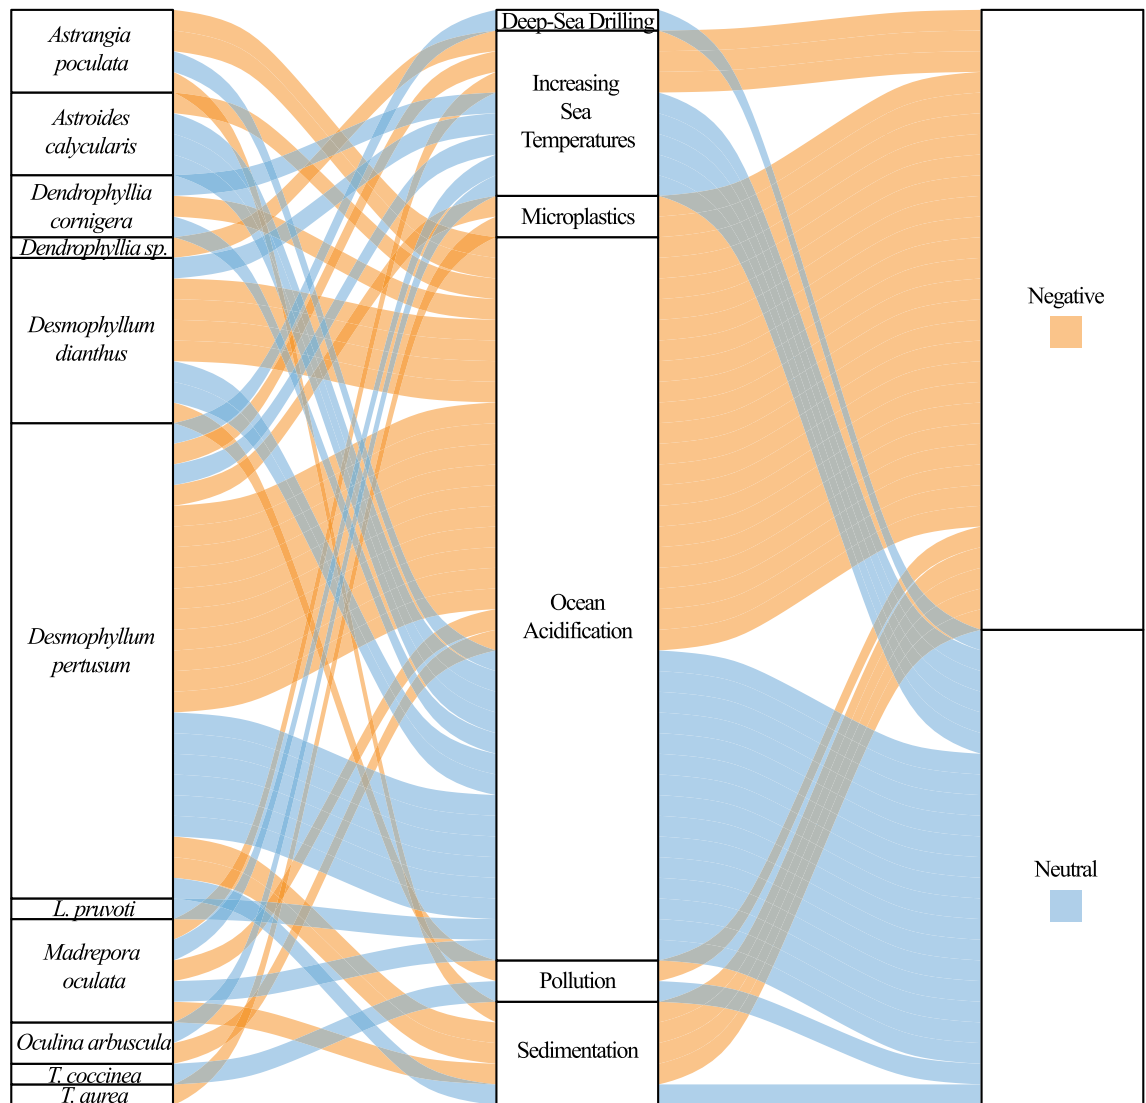 Astrangia
poculata
Astroides
calycularis
Dendrophyllia
cornigera
Dendrophyllia sp.
Desmophyllum
dianthus
Desmophyllum
pertusum
L. pruvoti
Madrepora
oculata
Oculina arbuscula
T. coccinea
T. aurea
Deep-Sea Drilling
Increasing
Sea
Temperatures
Microplastics
Ocean
Acidification
Pollution
Sedimentation
Negative
Neutral